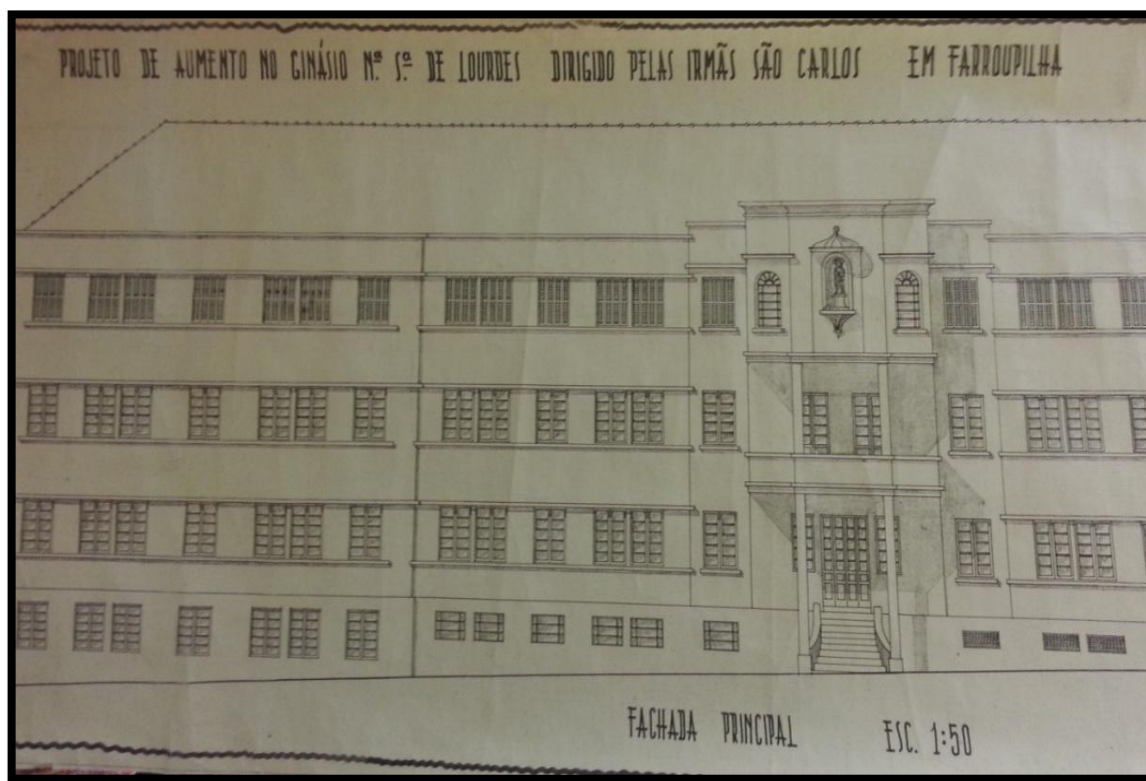 PROJETO DE AUMENTO NO GINÁSIO Nª Sª DE LOURDES DIRIGIDO PELAS IRMÃS SÃO CARLOS EM FARROUPILHA
FACHADA PRINCIPAL ESC. 1:50